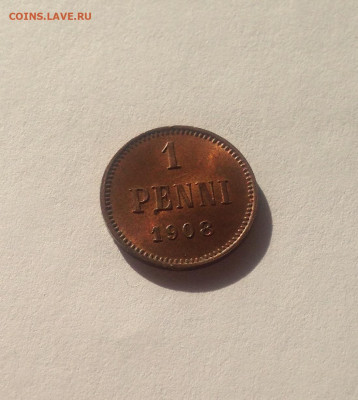 COINS.LAVE.RU
1
PENNI
1908